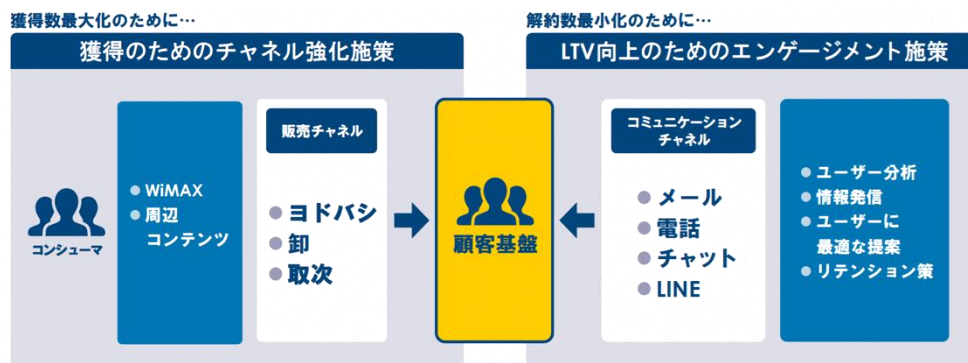 獲得数最大化のために…
獲得のためのチャネル強化施策
コンシューマ
WiMAX
周辺
コンテンツ
販売チャネル
ヨドバシ
卸
取次
顧客基盤
解約数最小化のために…
LTV向上のためのエンゲージメント施策
コミュニケーション
チャネル
メール
電話
チャット
LINE
ユーザー分析
情報発信
ユーザーに
最適な提案
リテンション策